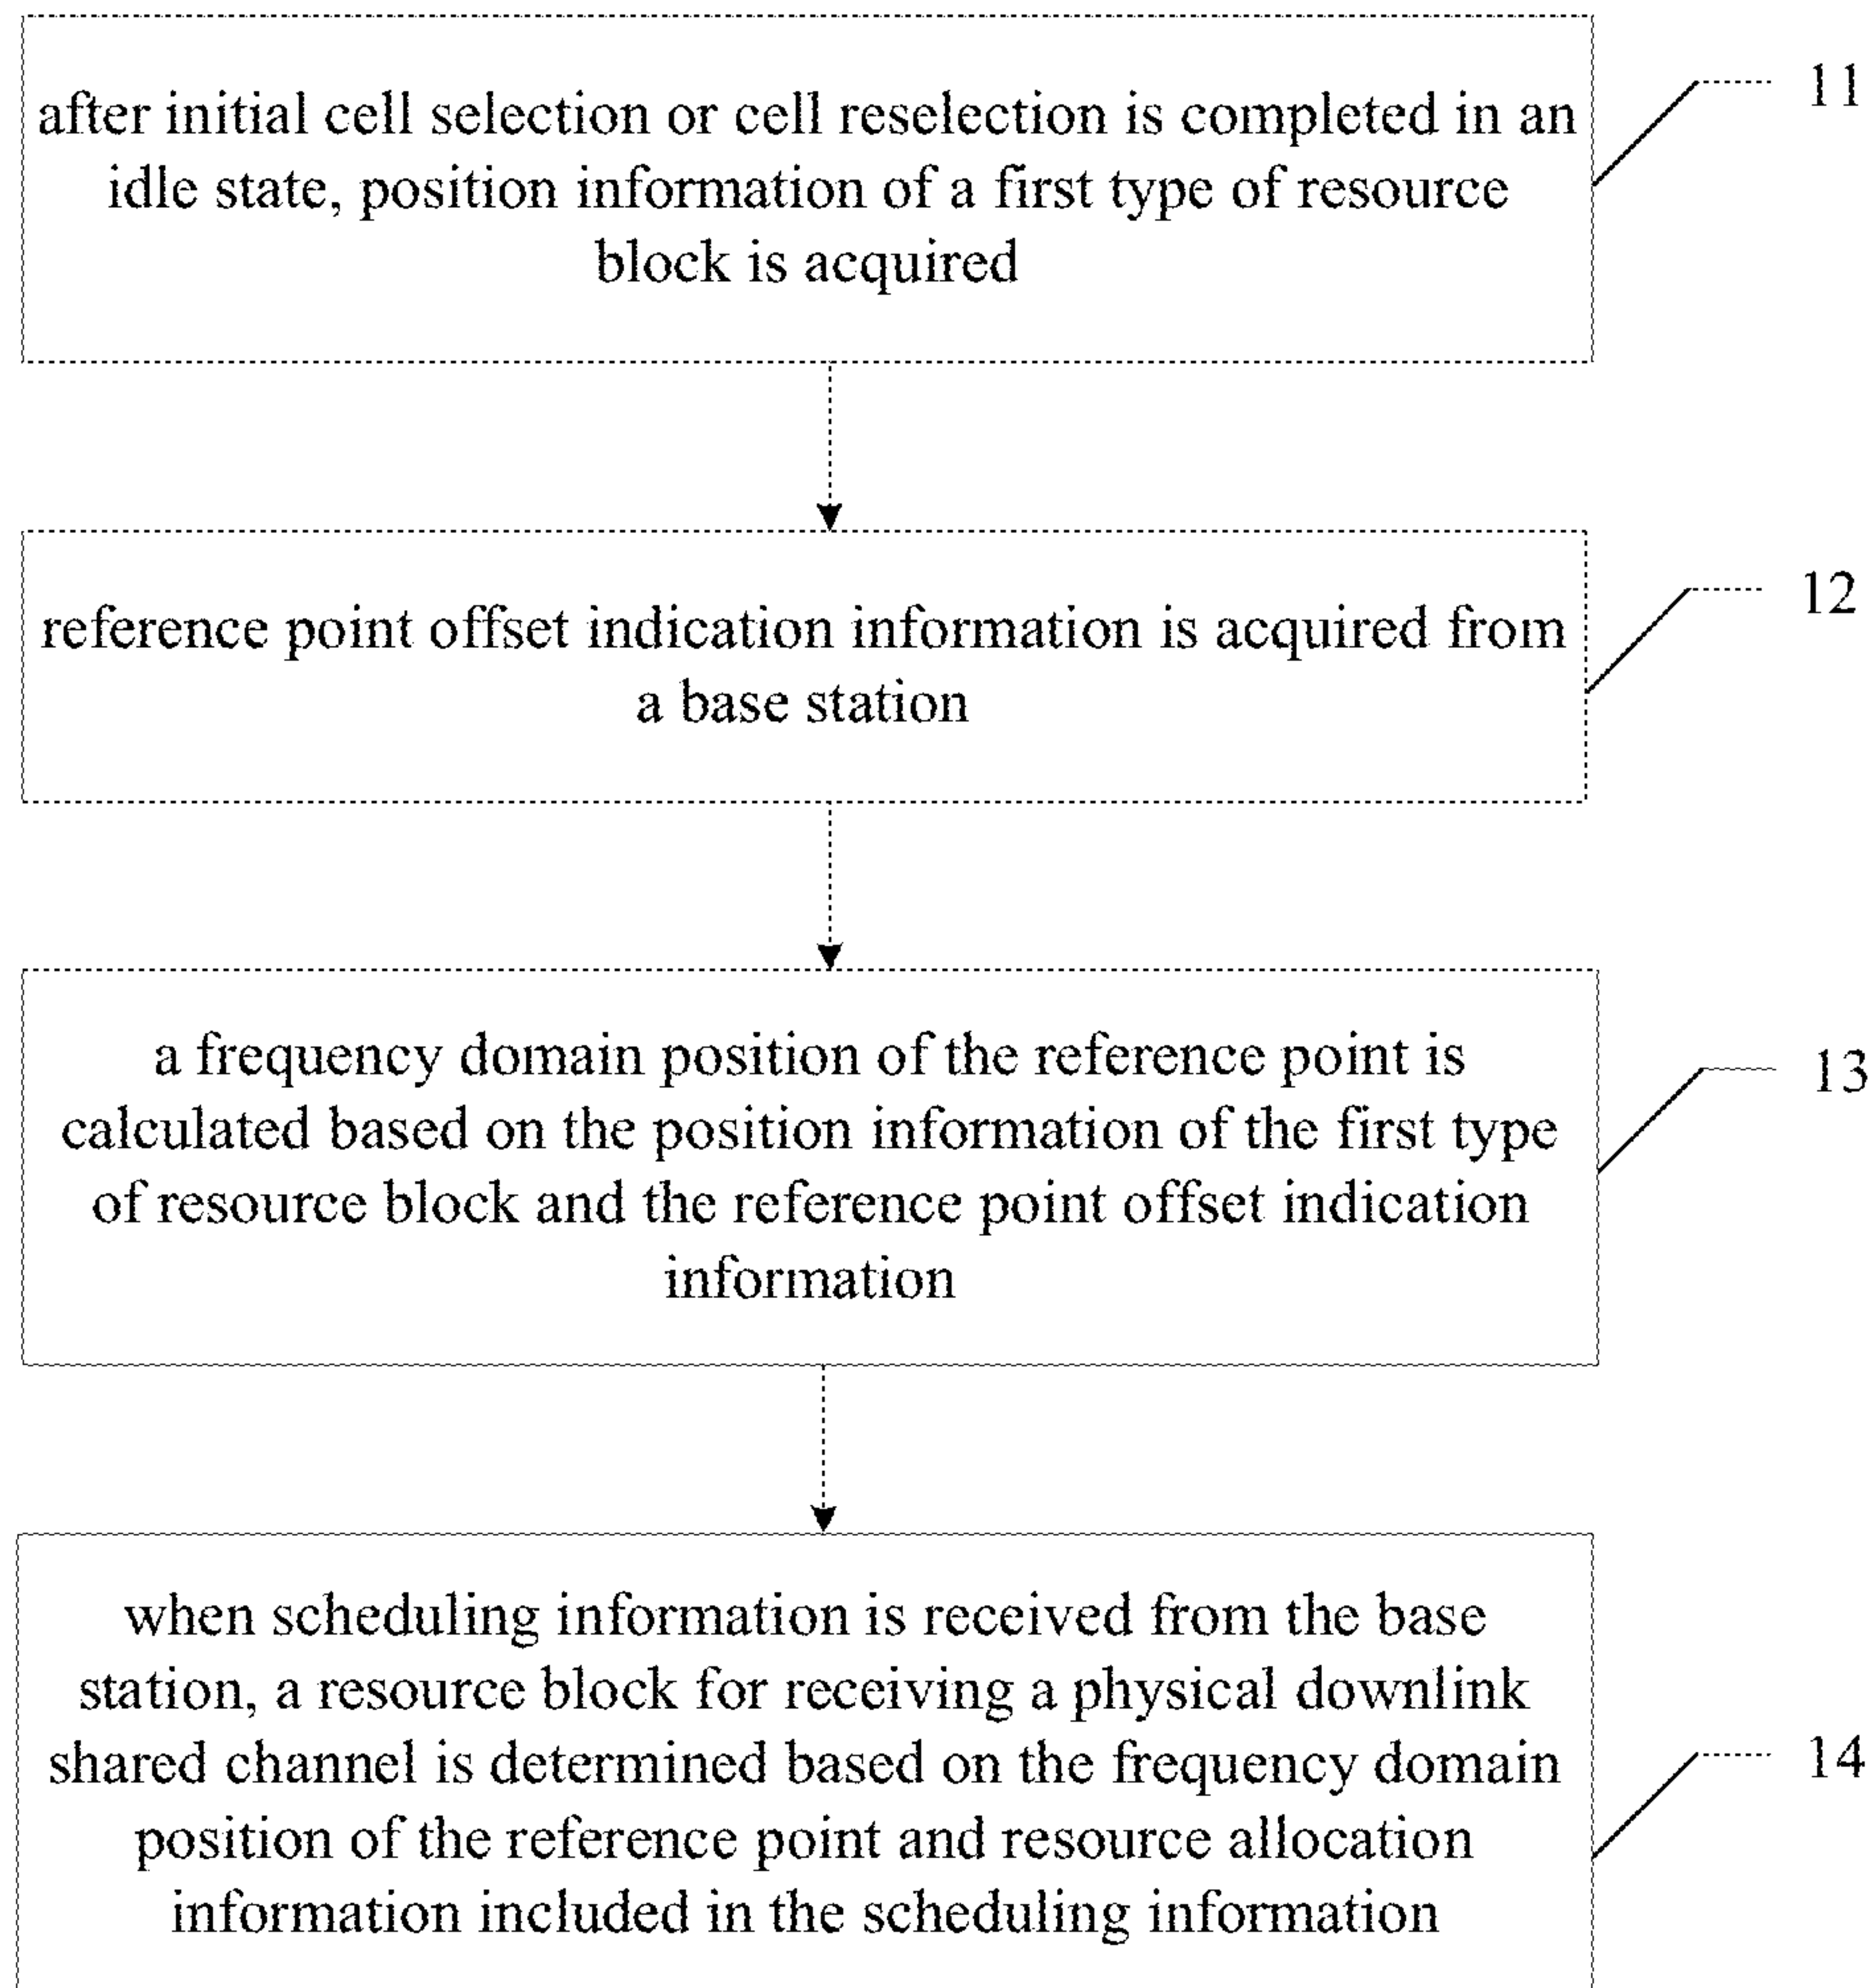 after initial cell selection or cell reselection is completed in an
idle state, position information of a first type of resource
block is acquired
11
reference point offset indication information is acquired from
a base station
12
a frequency domain position of the reference point is
calculated based on the position information of the first type
of resource block and the reference point offset indication
information
13
when scheduling information is received from the base
station, a resource block for receiving a physical downlink
shared channel is determined based on the frequency domain
position of the reference point and resource allocation
information included in the scheduling information
14